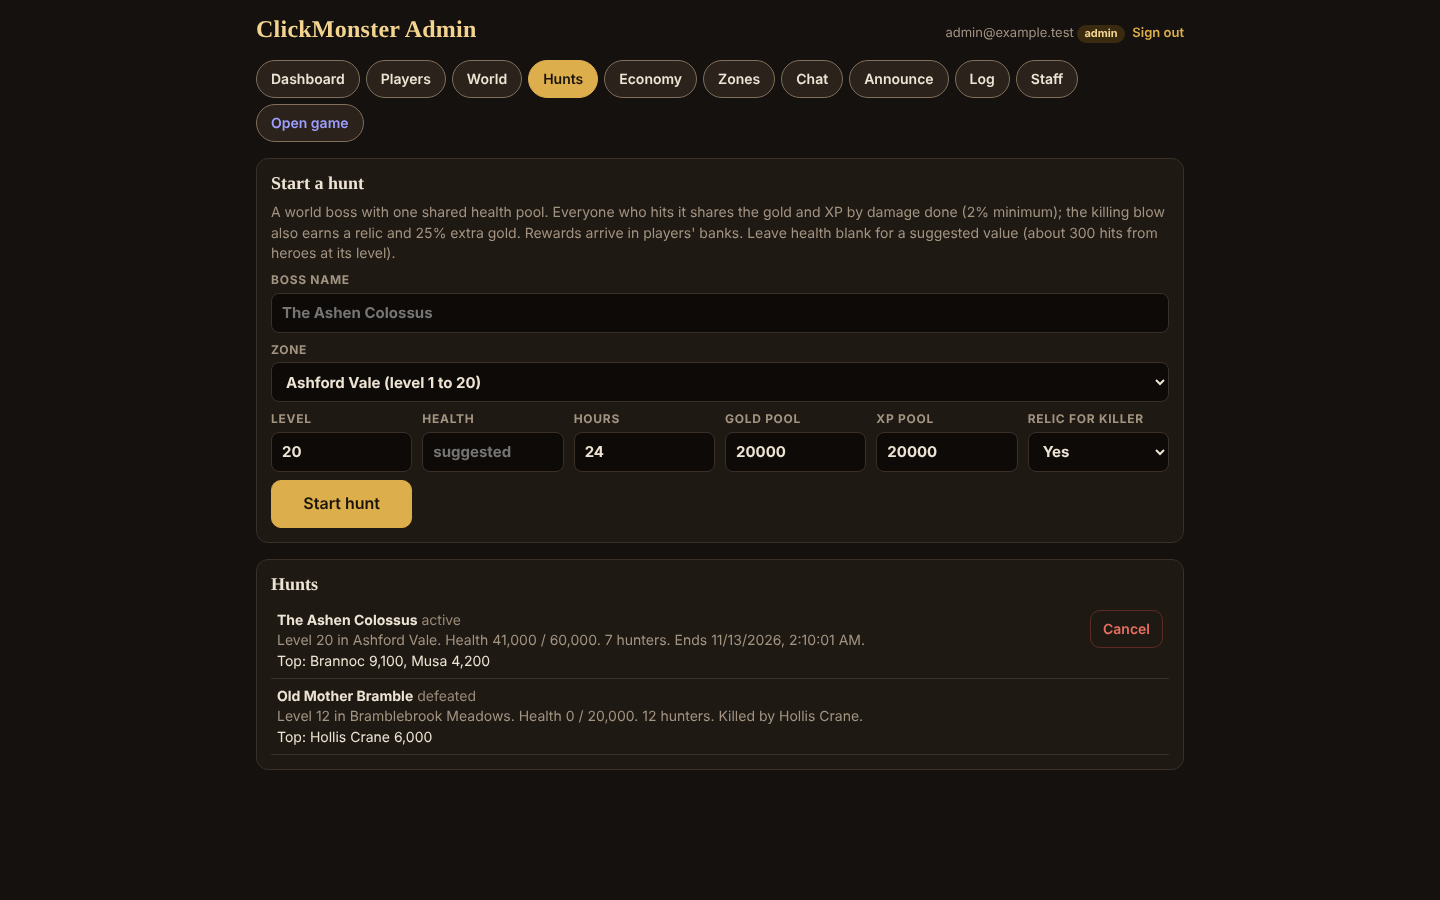 ClickMonster Admin
admin@example.test admin Sign out
Dashboard Players World Hunts Economy Zones Chat Announce Log Staff
Open game
Start a hunt
A world boss with one shared health pool. Everyone who hits it shares the gold and XP by damage done (2% minimum); the killing blow
also earns a relic and 25% extra gold. Rewards arrive in players' banks. Leave health blank for a suggested value (about 300 hits from
heroes at its level).
BOSS NAME
The Ashen Colossus
ZONE
Ashford Vale (level 1 to 20)
LEVEL HEALTH HOURS GOLD POOL XP POOL RELIC FOR KILLER
20 suggested 24 20000 20000 Yes
Start hunt
Hunts
The Ashen Colossus active
Cancel
Level 20 in Ashford Vale. Health 41,000 / 60,000. 7 hunters. Ends 11/13/2026, 2:10:01 AM.
Top: Brannoc 9,100, Musa 4,200
Old Mother Bramble defeated
Level 12 in Bramblebrook Meadows. Health 0 / 20,000. 12 hunters. Killed by Hollis Crane.
Top: Hollis Crane 6,000